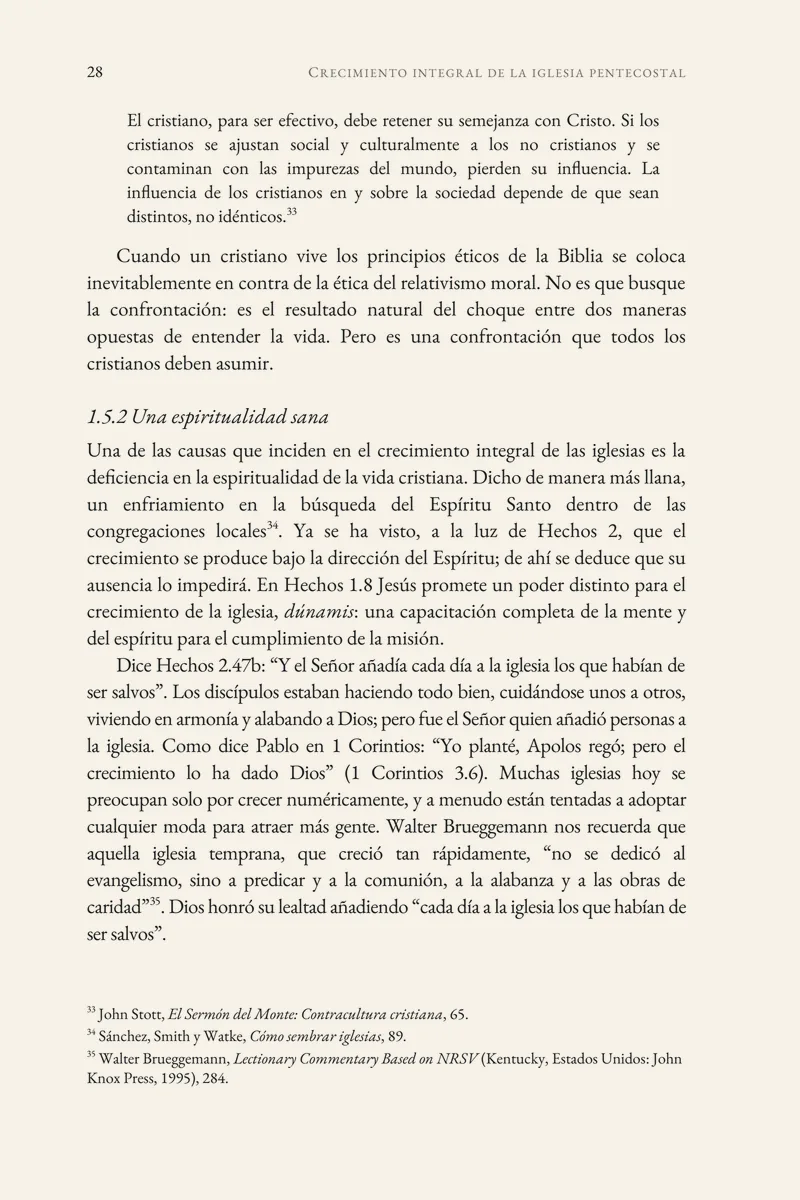 28
CRECIMIENTO INTEGRAL DE LA IGLESIA PENTECOSTAL
El cristiano, para ser efectivo, debe retener su semejanza con Cristo. Si los
cristianos se ajustan social y culturalmente a los no cristianos y se
contaminan con las impurezas del mundo, pierden su influencia. La
influencia de los cristianos en y sobre la sociedad depende de que sean
distintos, no idénticos.33
Cuando un cristiano vive los principios éticos de la Biblia se coloca
inevitablemente en contra de la ética del relativismo moral. No es que busque
la confrontación: es el resultado natural del choque entre dos maneras
opuestas de entender la vida. Pero es una confrontación que todos los
cristianos deben asumir.
1.5.2 Una espiritualidad sana
Una de las causas que inciden en el crecimiento integral de las iglesias es la
deficiencia en la espiritualidad de la vida cristiana. Dicho de manera más llana,
un enfriamiento en la búsqueda del Espíritu Santo dentro de las
congregaciones locales34. Ya se ha visto, a la luz de Hechos 2, que el
crecimiento se produce bajo la dirección del Espíritu; de ahí se deduce que su
ausencia lo impedirá. En Hechos 1.8 Jesús promete un poder distinto para el
crecimiento de la iglesia, dúnamis: una capacitación completa de la mente y
del espíritu para el cumplimiento de la misión.
Dice Hechos 2.47b: “Y el Señor añadía cada día a la iglesia los que habían de
ser salvos”. Los discípulos estaban haciendo todo bien, cuidándose unos a otros,
viviendo en armonía y alabando a Dios; pero fue el Señor quien añadió personas a
la iglesia. Como dice Pablo en 1 Corintios: “Yo planté, Apolos regó; pero el
crecimiento lo ha dado Dios” (1 Corintios 3.6). Muchas iglesias hoy se
preocupan solo por crecer numéricamente, y a menudo están tentadas a adoptar
cualquier moda para atraer más gente. Walter Brueggemann nos recuerda que
aquella iglesia temprana, que creció tan rápidamente, “no se dedicó al
evangelismo, sino a predicar y a la comunión, a la alabanza y a las obras de
caridad”35. Dios honró su lealtad añadiendo “cada día a la iglesia los que habían de
ser salvos”.
33 John Stott, El Sermón del Monte: Contracultura cristiana, 65.
34 Sánchez, Smith y Watke, Cómo sembrar iglesias, 89.
35 Walter Brueggemann, Lectionary Commentary Based on NRSV (Kentucky, Estados Unidos: John
Knox Press, 1995), 284.